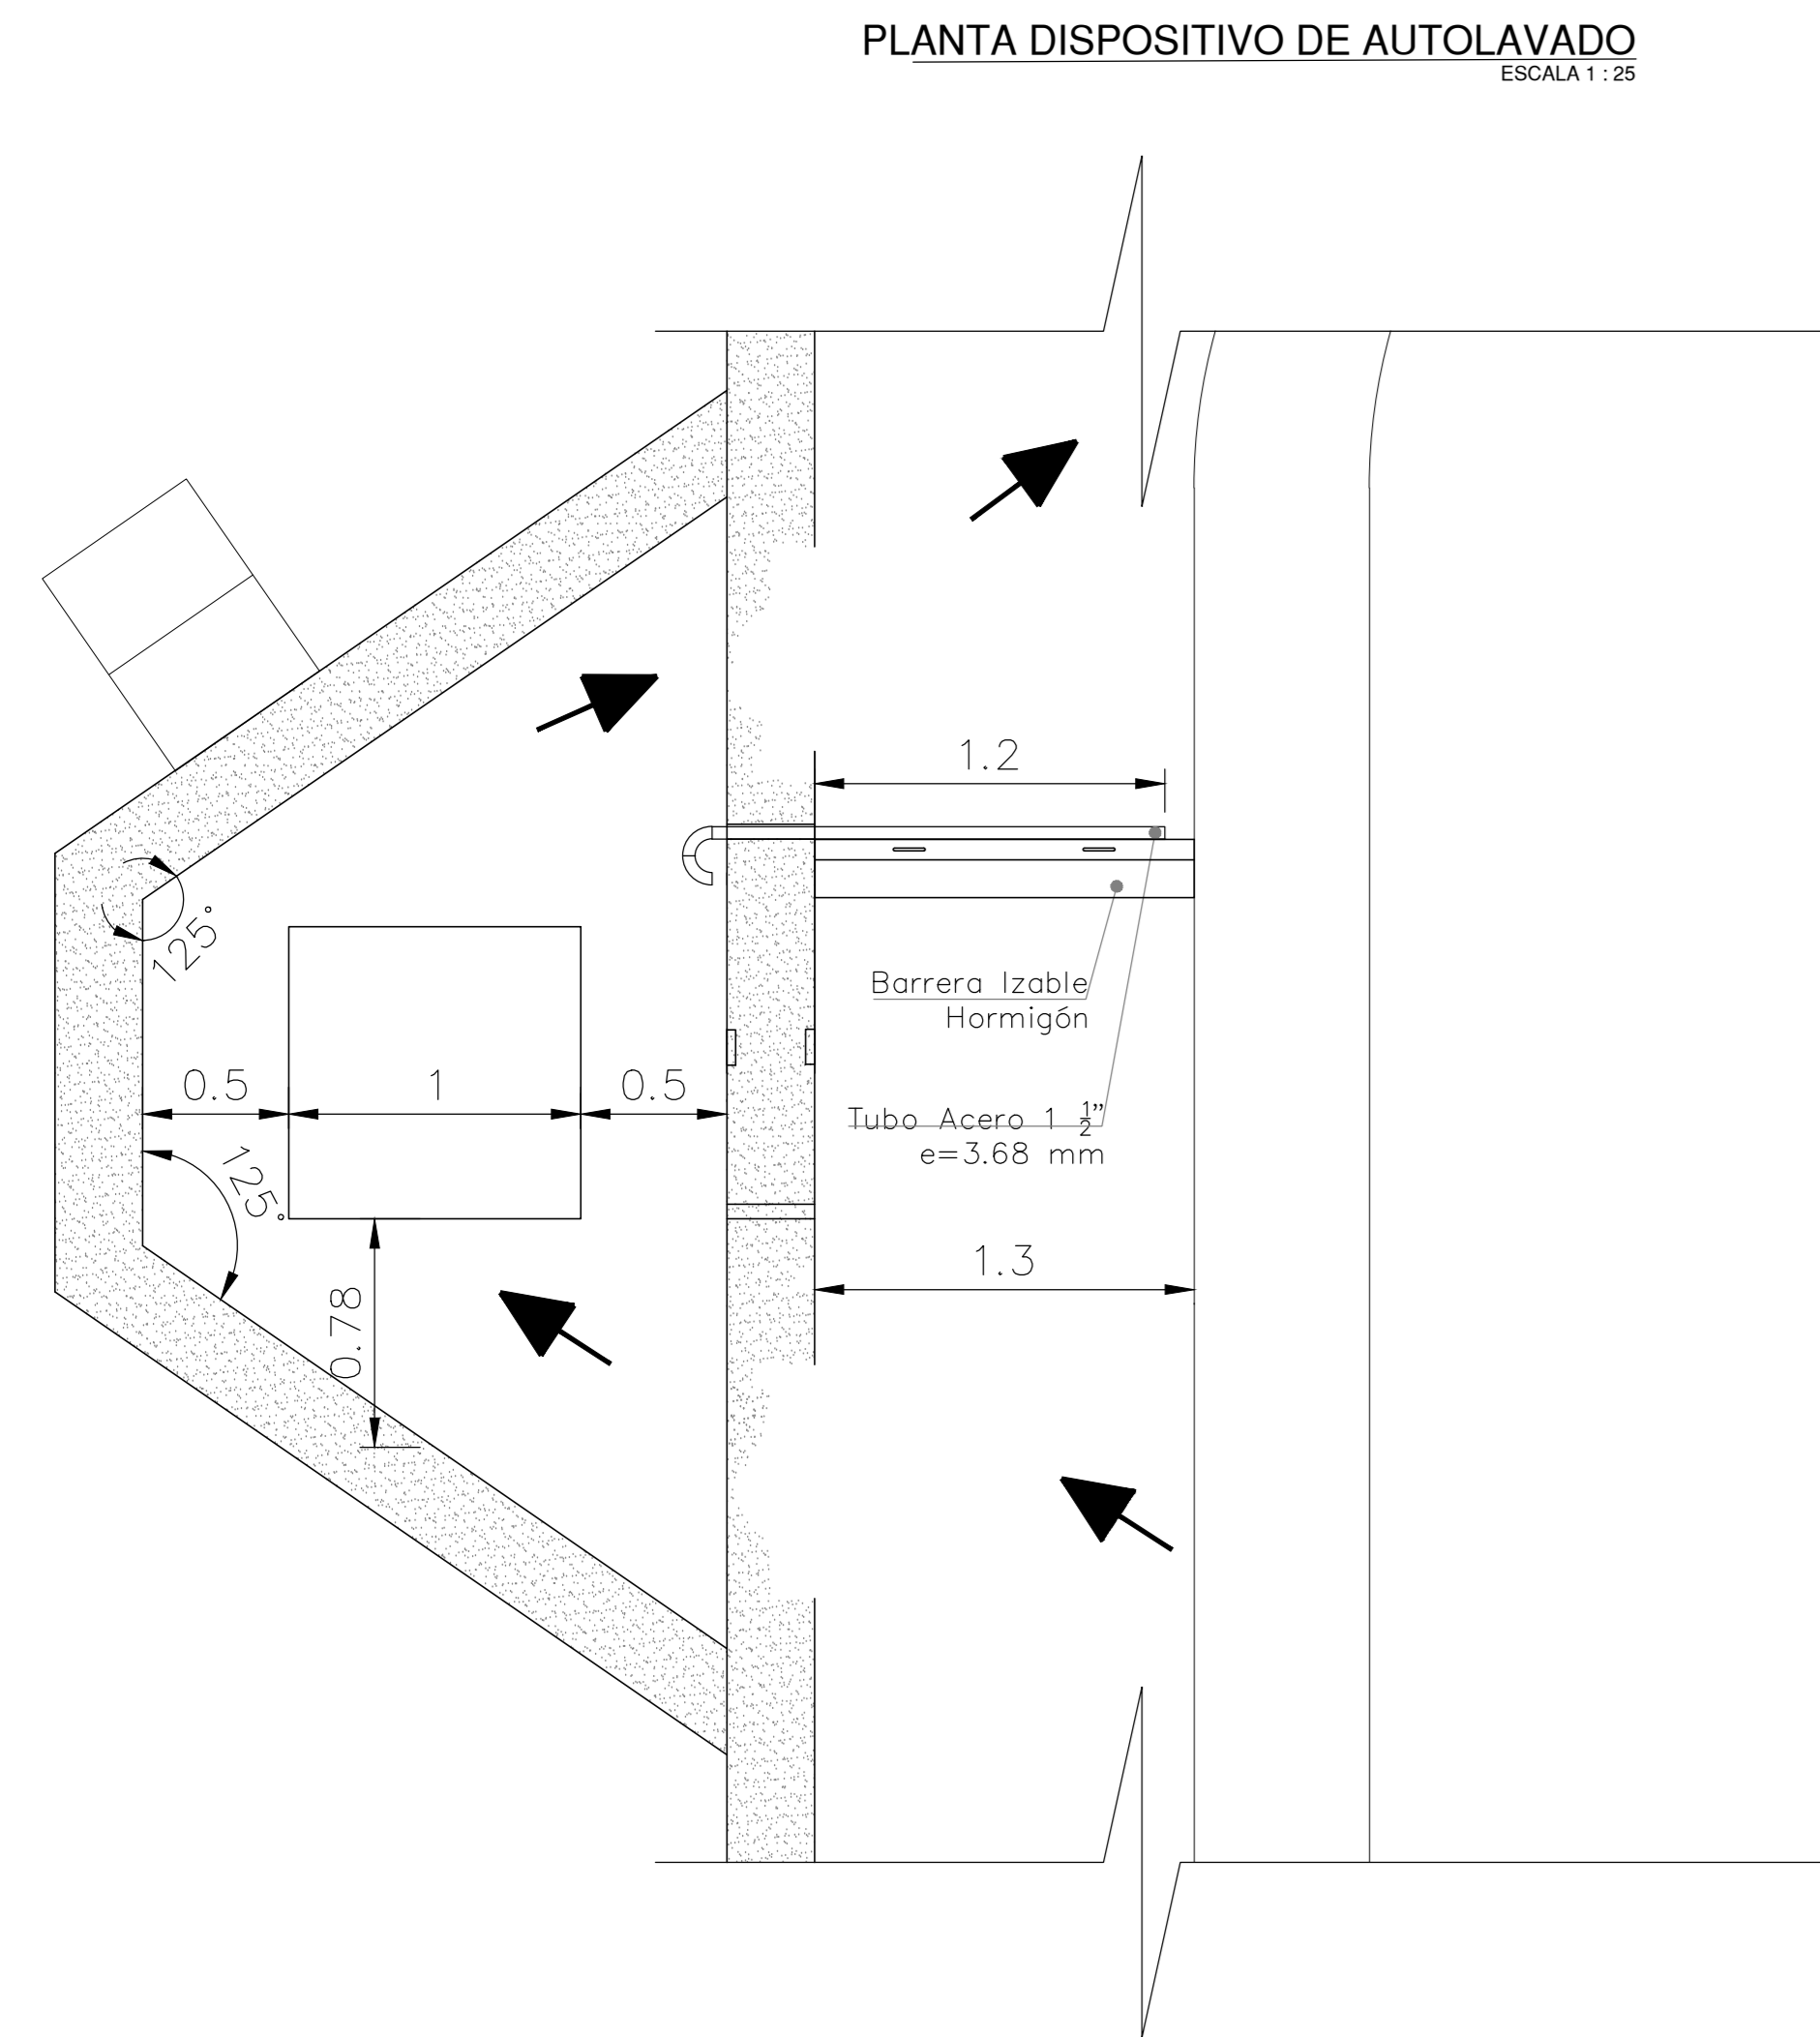 PLANTA DISPOSITIVO DE AUTOLAVADO
ESCALA 1 : 25
1.2
125°
Barrera Izable
Hormigón
0.5
1
0.5
Tubo Acero 1 ½"
e=3.68 mm
125°
1.3
0.78